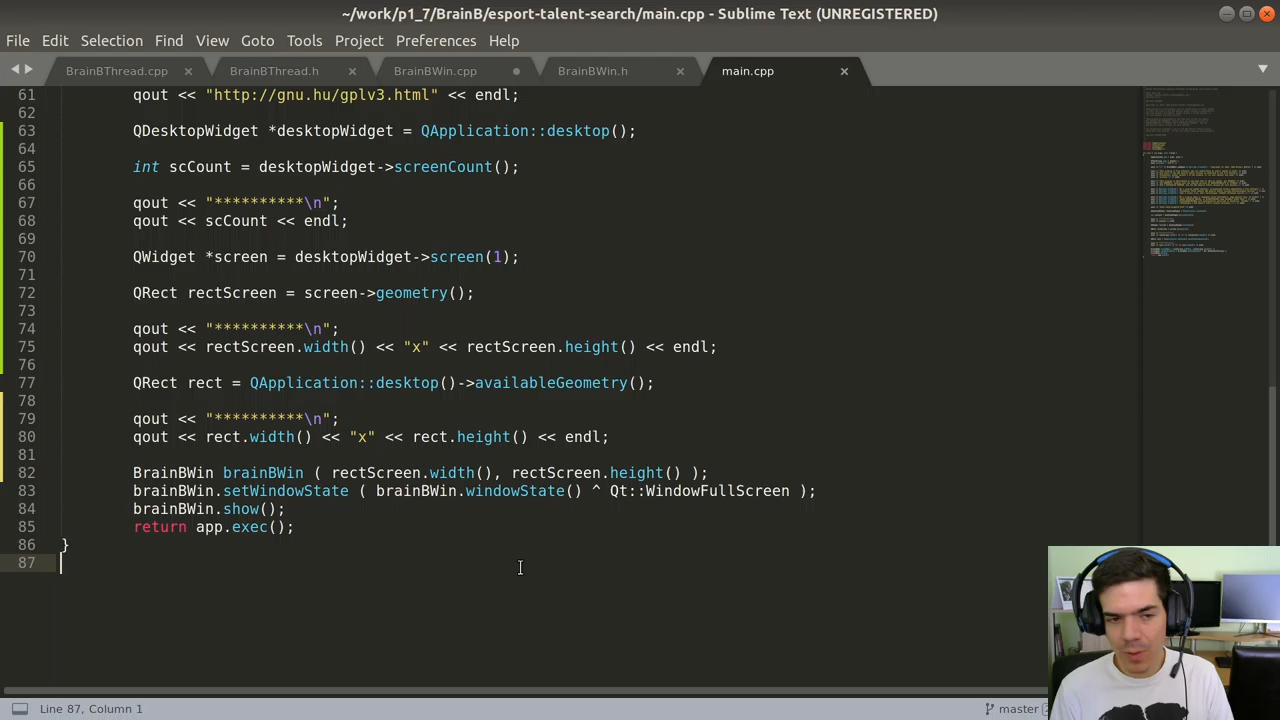 ~/work/p1_7/BrainB/esport-talent-search/main.cpp - Sublime Text (UNREGISTERED)
File Edit Selection Find View Goto Tools Project Preferences Help
BrainBThread.cpp BrainBThread.h BrainBWin.cpp BrainBWin.h main.cpp
61 qout << "http://gnu.hu/gplv3.html" << endl;
62
63 QDesktopWidget *desktopWidget = QApplication::desktop();
64
65 int scCount = desktopWidget->screenCount();
66
67 qout << "**********\n";
68 qout << scCount << endl;
69
70 QWidget *screen = desktopWidget->screen(1);
71
72 QRect rectScreen = screen->geometry();
73
74 qout << "**********\n";
75 qout << rectScreen.width() << "x" << rectScreen.height() << endl;
76
77 QRect rect = QApplication::desktop()->availableGeometry();
78
79 qout << "**********\n";
80 qout << rect.width() << "x" << rect.height() << endl;
81
82 BrainBWin brainBWin ( rectScreen.width(), rectScreen.height() );
83 brainBWin.setWindowState ( brainBWin.windowState() ^ Qt::WindowFullScreen );
84 brainBWin.show();
85 return app.exec();
86 }
87
Line 87, Column 1 master